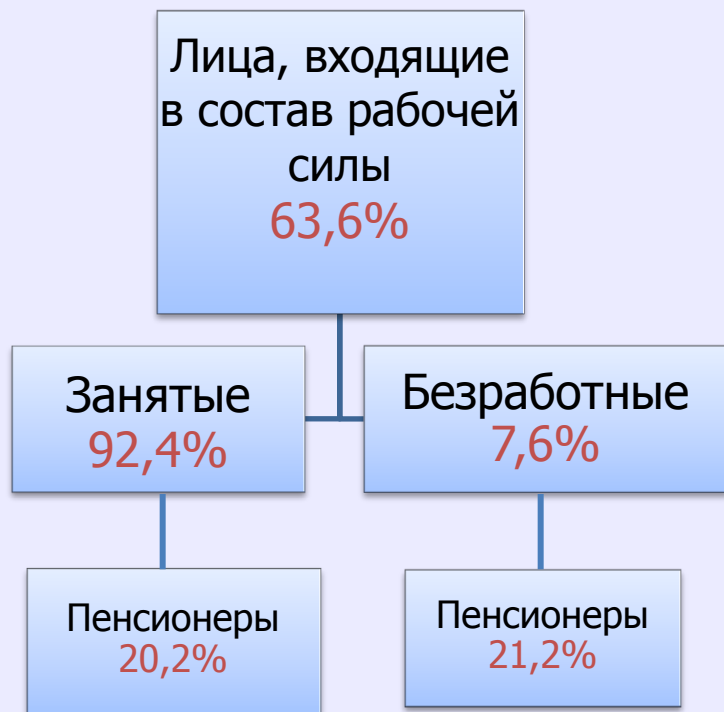 Лица, входящие
в состав рабочей
силы
63,6%
Занятые
92,4%
Безработные
7,6%
Пенсионеры
20,2%
Пенсионеры
21,2%